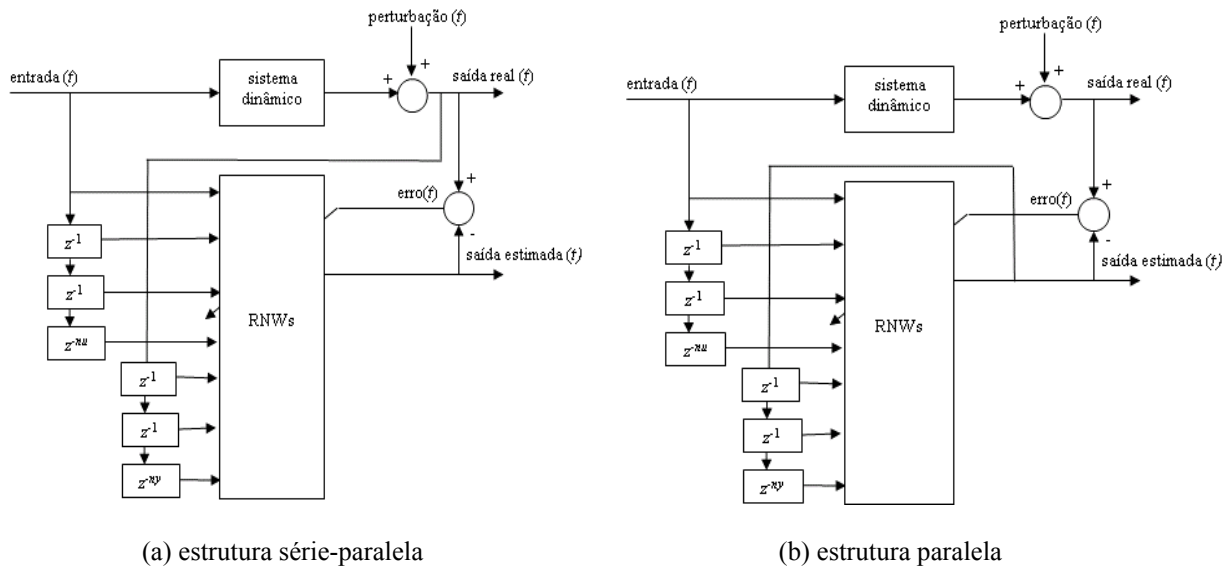 perturbação (t)
+
entrada (t)
sistema
dinâmico
+
saída real (t)
+
erro(t)
-
z-1
saída estimada (t)
z-1
RNWs
z-nu
z-1
z-1
z-ny
(a) estrutura série-paralela
perturbação (t)
+
entrada (t)
sistema
dinâmico
+
saída real (t)
+
erro(t)
-
z-1
saída estimada (t)
z-1
RNWs
z-nu
z-1
z-1
z-ny
(b) estrutura paralela